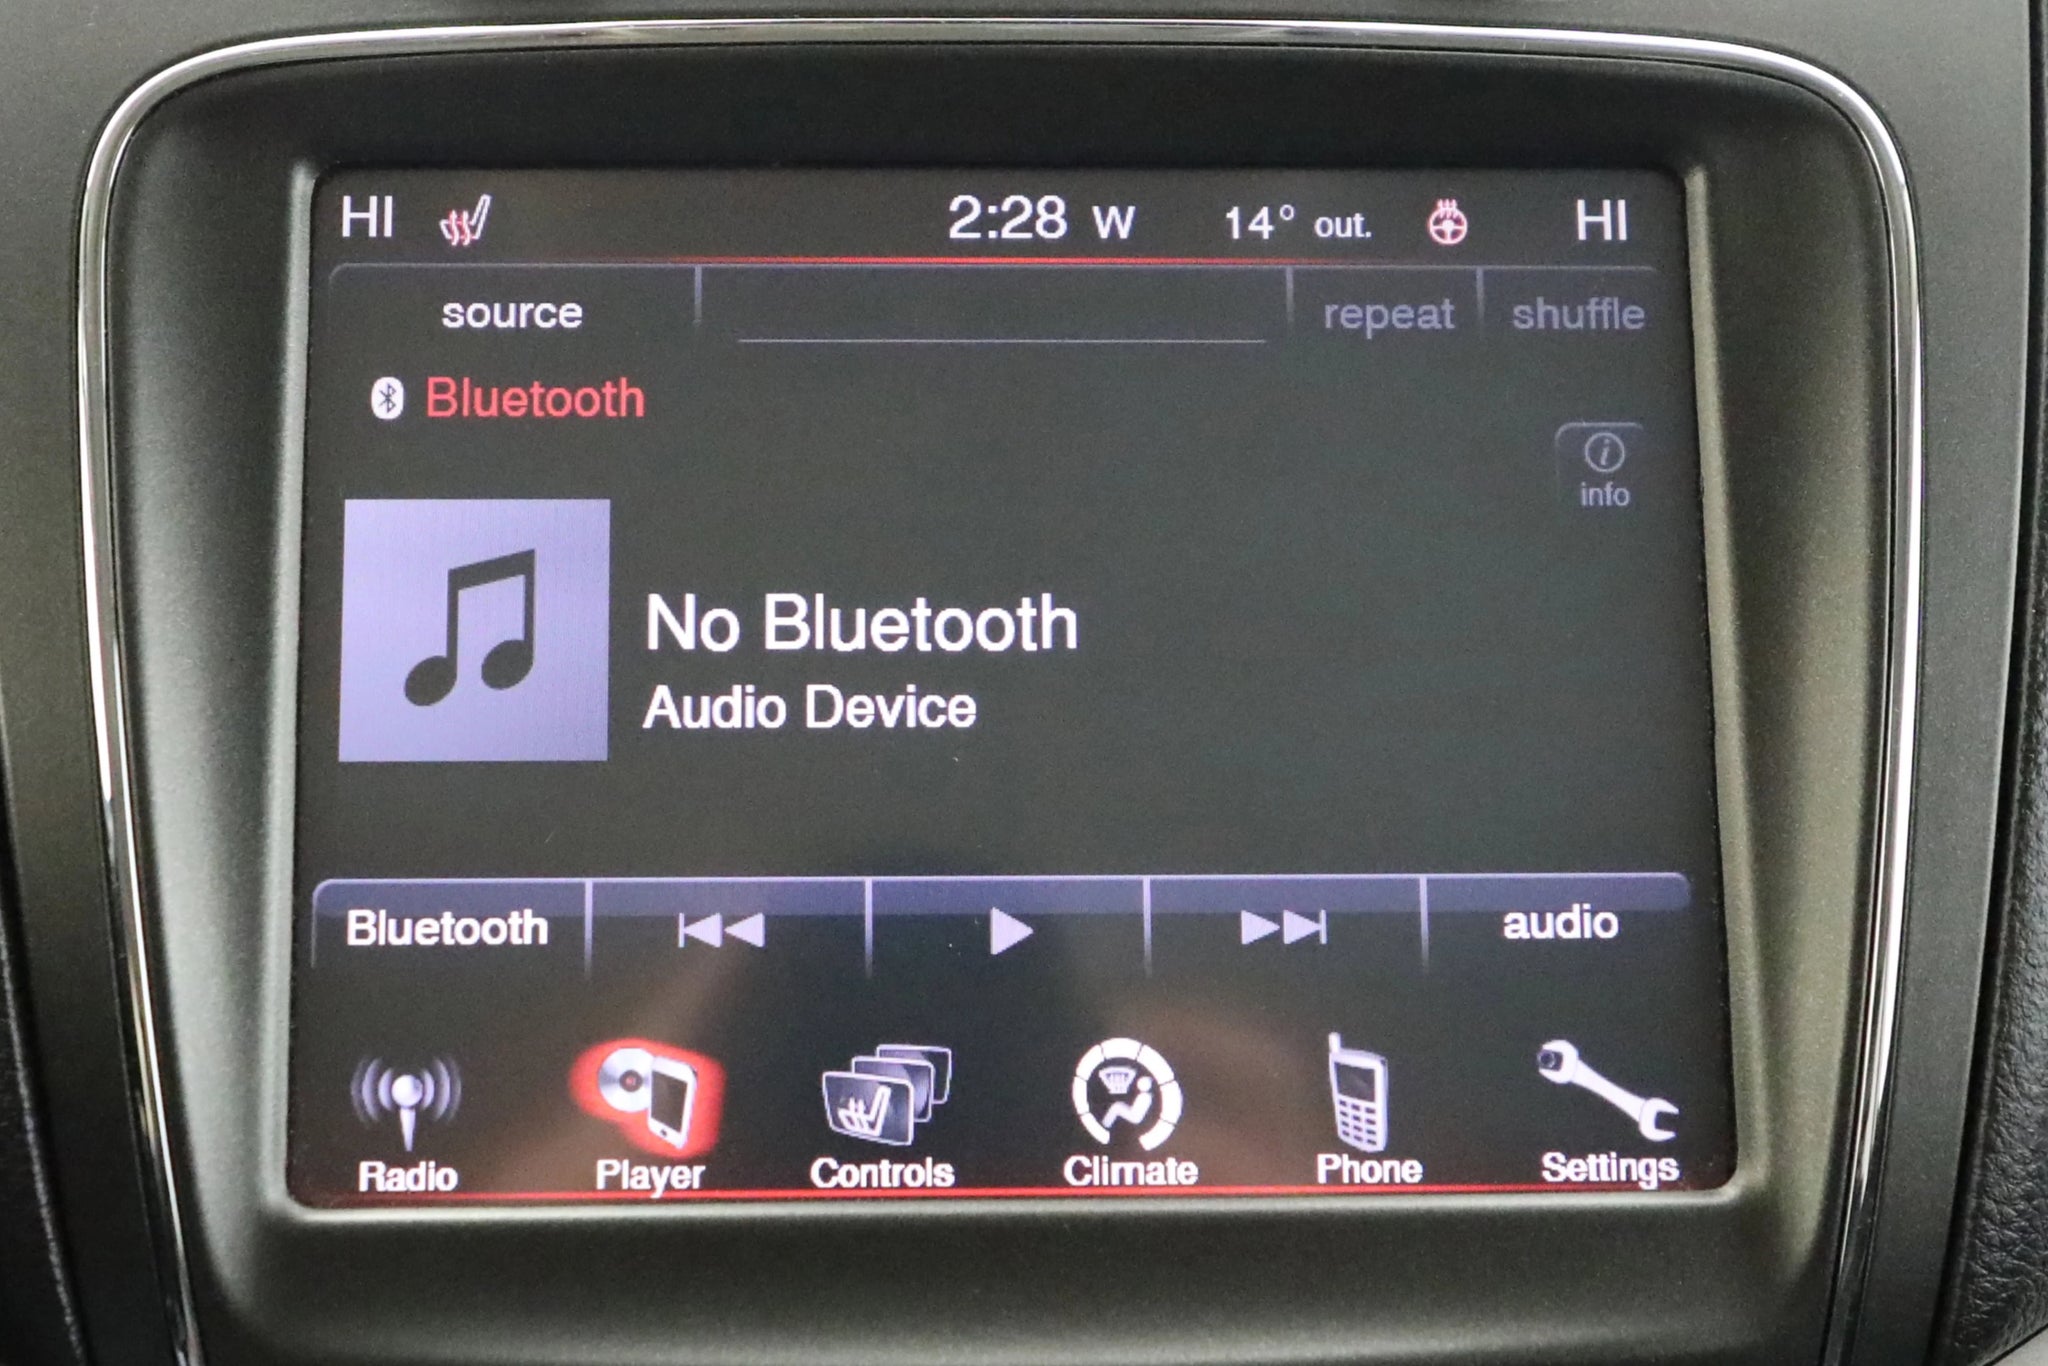 HI 2:28 W 14° out. HI
source repeat shuffle
Bluetooth
info
No Bluetooth
Audio Device
Bluetooth audio
Radio Player Controls Climate Phone Settings